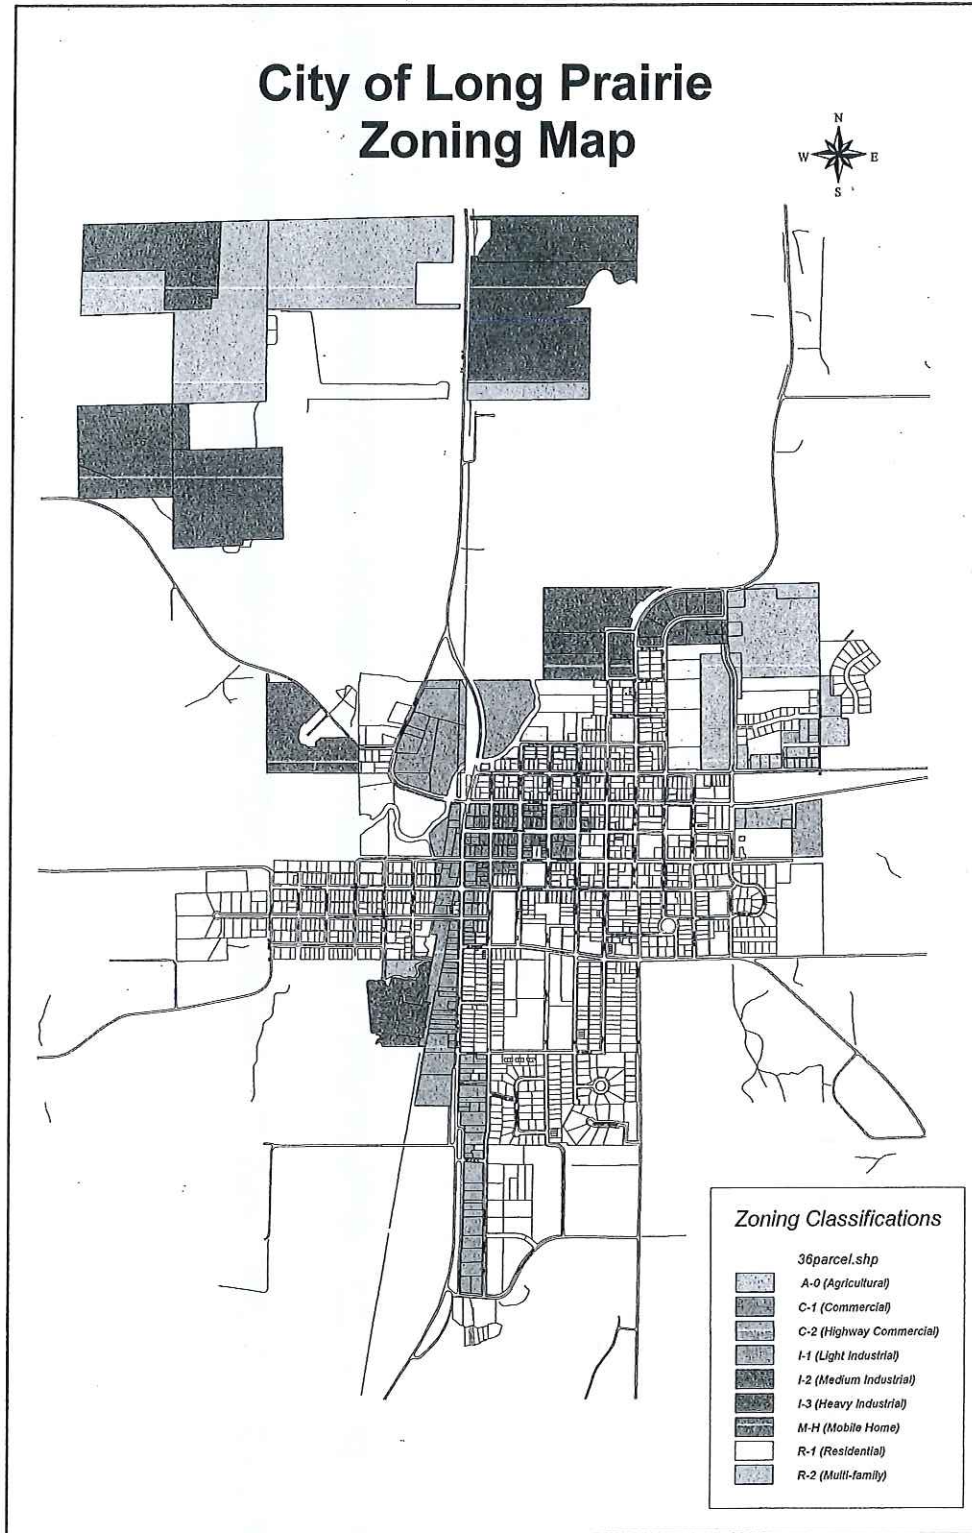 City of Long Prairie
Zoning Map
N
W E
S
Zoning Classifications
36parcel.shp
A-0 (Agricultural)
C-1 (Commercial)
C-2 (Highway Commercial)
I-1 (Light Industrial)
I-2 (Medium Industrial)
I-3 (Heavy Industrial)
M-H (Mobile Home)
R-1 (Residential)
R-2 (Multi-family)